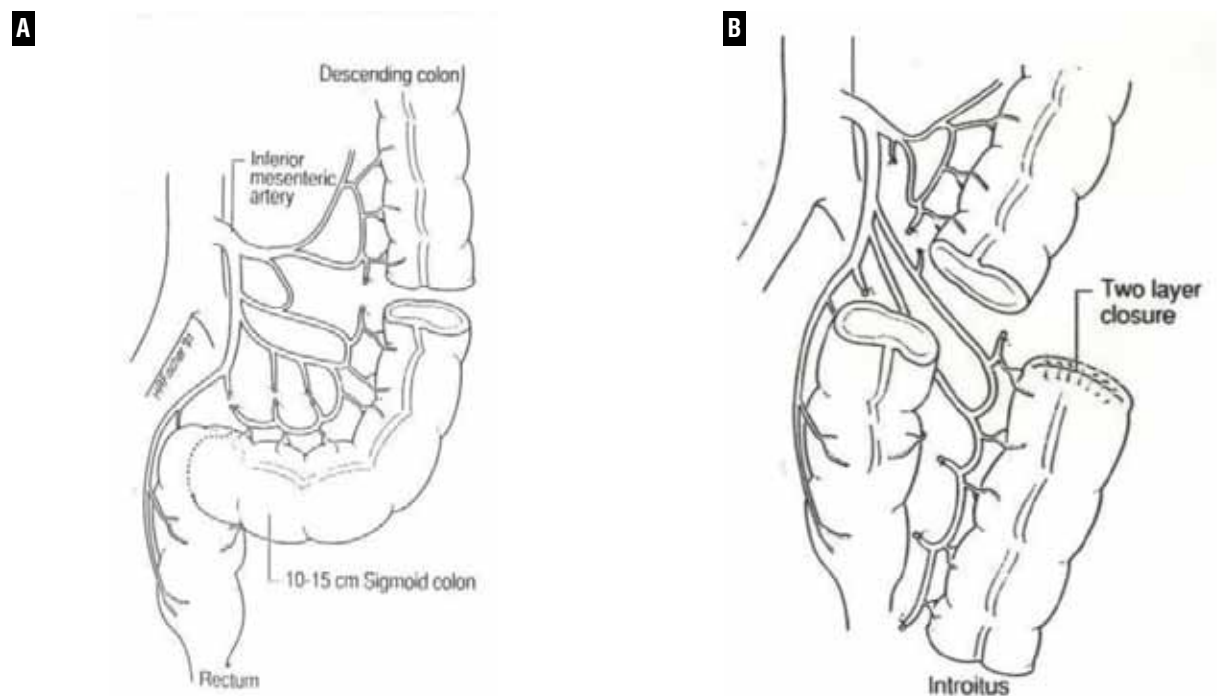 A
Descending colon
Inferior
mesenteric
artery
10-15 cm Sigmoid colon
Rectum
B
Two layer
closure
Introitus